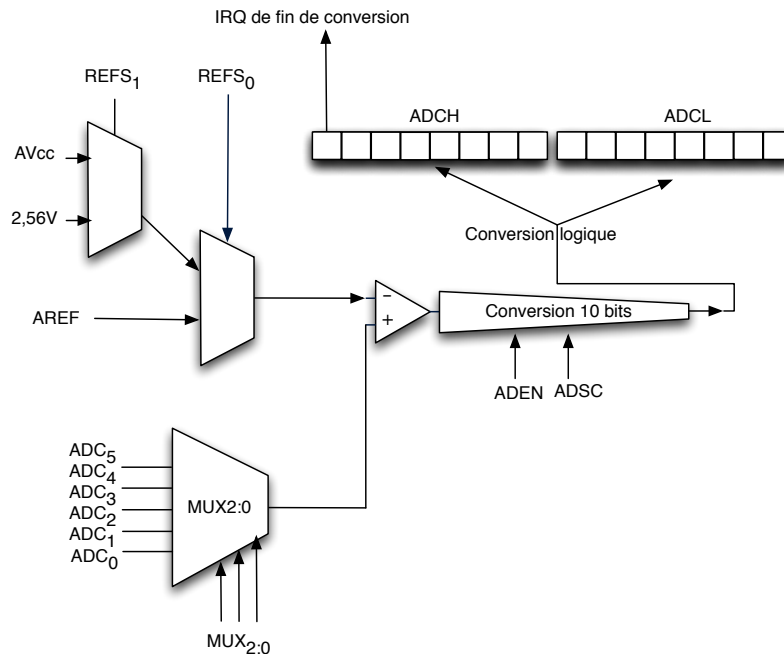 IRQ de fin de conversion
REFS1
REFS0
ADCH
ADCL
AVcc
2,56V
Conversion logique
AREF
−
+
Conversion 10 bits
ADEN
ADSC
ADC5
ADC4
ADC3
ADC2
ADC1
ADC0
MUX2:0
MUX2:0